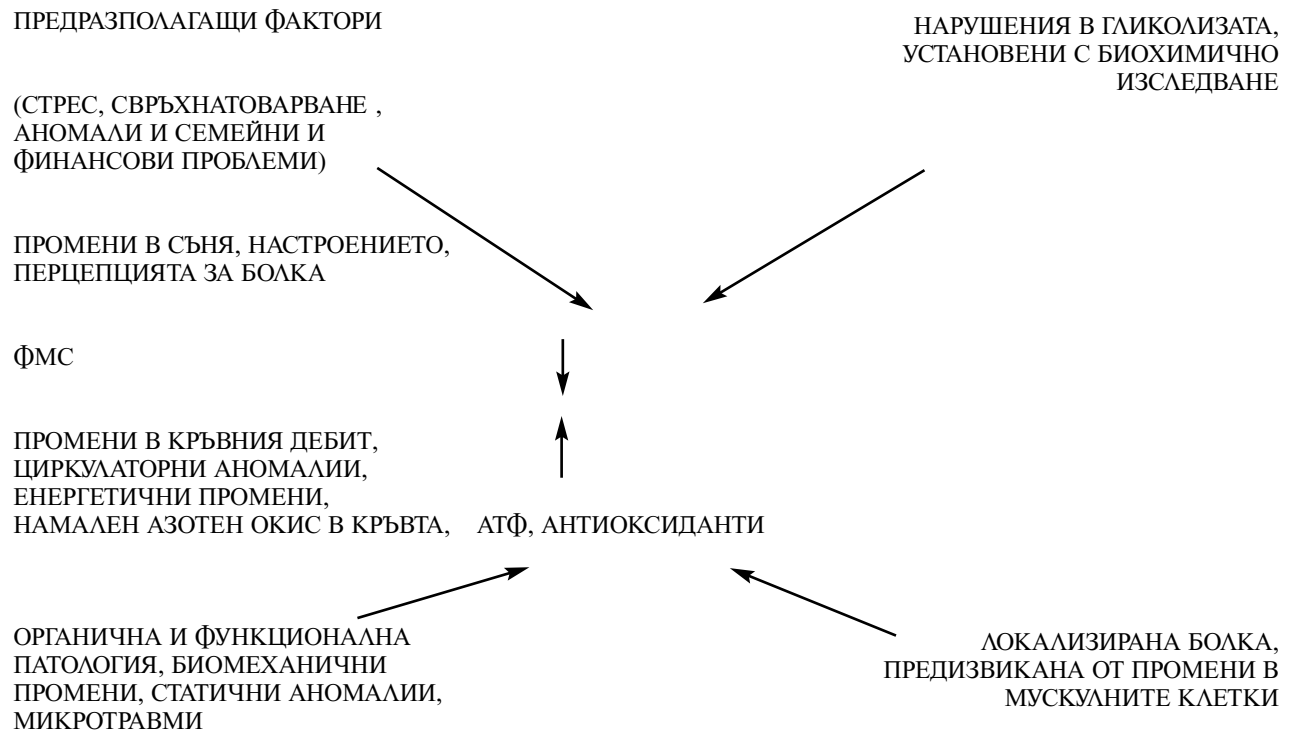 ПРЕДРАЗПОЛАГАЩИ ФАКТОРИ
НАРУШЕНИЯ В ГЛИКОЛИЗАТА,
УСТАНОВЕНИ С БИОХИМИЧНО
ИЗСЛЕДВАНЕ
(СТРЕС, СВРЪХНАТОВАРВАНЕ ,
АНОМАЛИ И СЕМЕЙНИ И
ФИНАНСОВИ ПРОБЛЕМИ)
ПРОМЕНИ В СЪНЯ, НАСТРОЕНИЕТО,
ПЕРЦЕПЦИЯТА ЗА БОЛКА
ФМС
ПРОМЕНИ В КРЪВНИЯ ДЕБИТ,
ЦИРКУЛАТОРНИ АНОМАЛИИ,
ЕНЕРГЕТИЧНИ ПРОМЕНИ,
НАМАЛЕН АЗОТЕН ОКИС В КРЪВТА, АТФ, АНТИОКСИДАНТИ
ОРГАНИЧНА И ФУНКЦИОНАЛНА
ПАТОЛОГИЯ, БИОМЕХАНИЧНИ
ПРОМЕНИ, СТАТИЧНИ АНОМАЛИИ,
МИКРОТРАВМИ
ЛОКАЛИЗИРАНА БОЛКА,
ПРЕДИЗВИКАНА ОТ ПРОМЕНИ В
МУСКУЛНИТЕ КЛЕТКИ